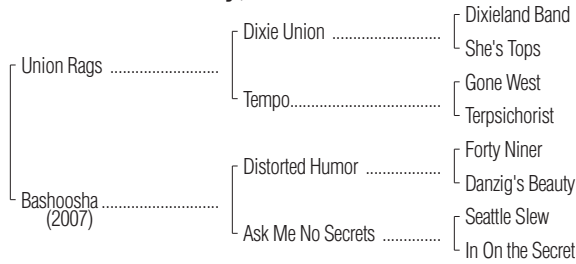 Dixieland Band
Dixie Union ....................
She's Tops
Union Rags ....................
Gone West
Tempo............................
Terpsichorist
Forty Niner
Distorted Humor ..............
Danzig's Beauty
Bashoosha ......................
(2007)
Seattle Slew
Ask Me No Secrets ...........
In On the Secret